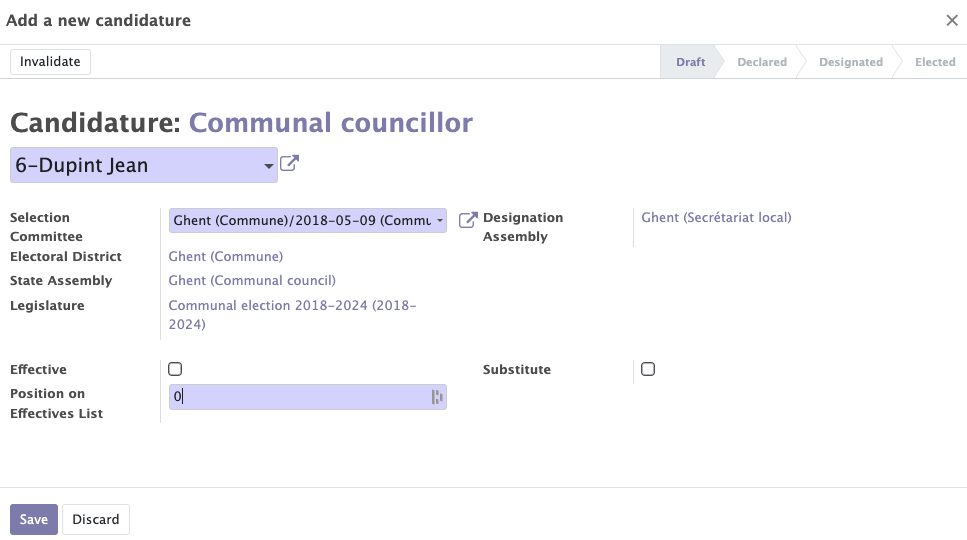 Add a new candidature
Invalidate
Draft
Declared
Designated
Elected
Candidature: Communal councillor
6-Dupint Jean
Selection
Committee
Ghent (Commune)/2018-05-09 (Commu
Designation
Assembly
Ghent (Secrétariat local)
Electoral District
Ghent (Commune)
State Assembly
Ghent (Communal council)
Legislature
Communal election 2018-2024 (2018-
2024)
Effective
Substitute
Position on
Effectives List
0
Save
Discard